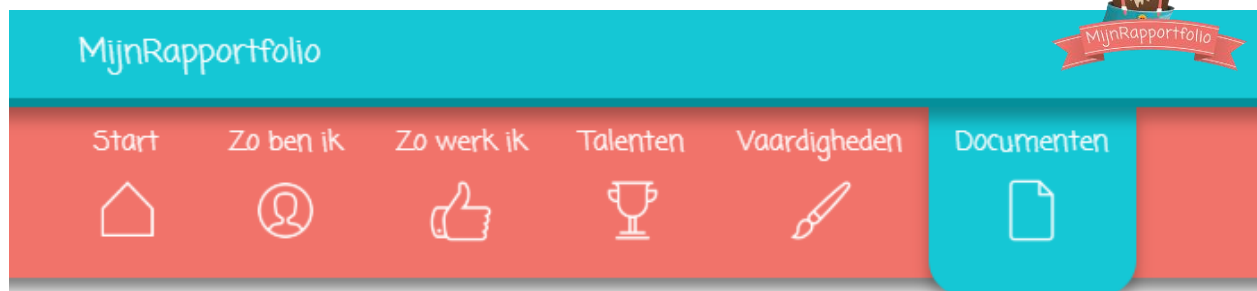 MijnRapportfolio
MijnRapportfolio
Start Zo ben ik Zo werk ik Talenten Vaardigheden Documenten